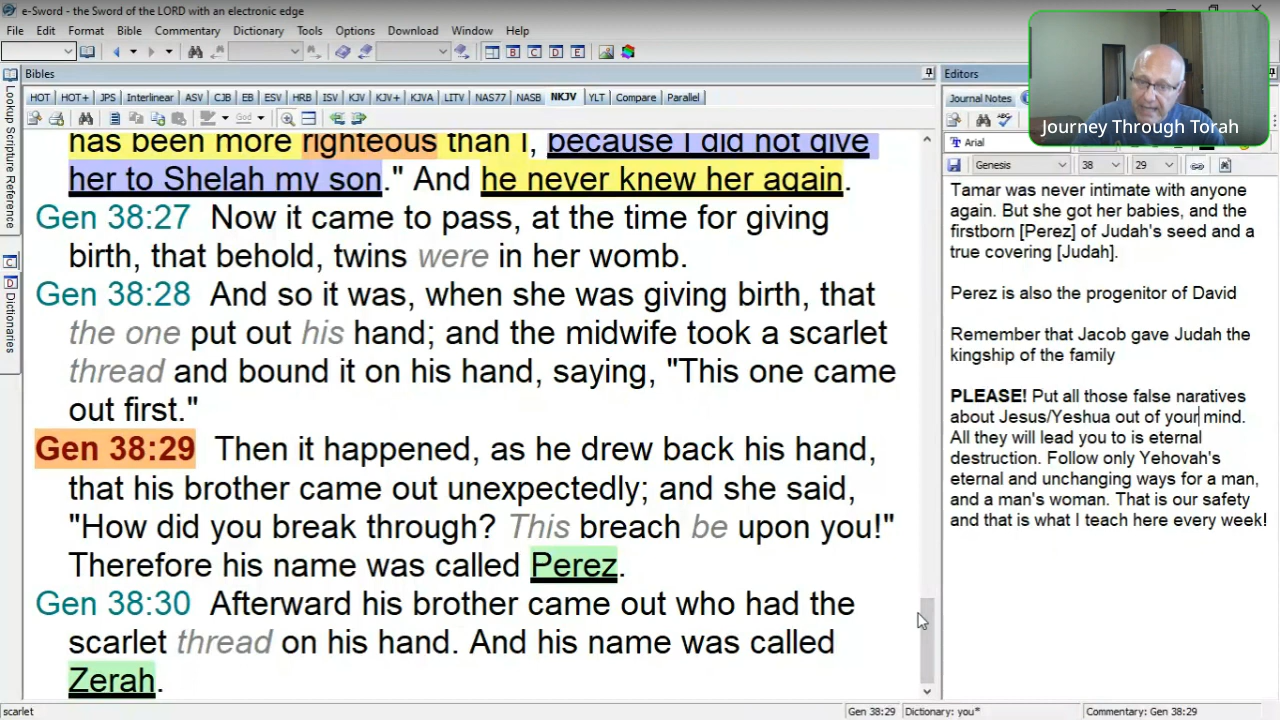 e-Sword - the Sword of the LORD with an electronic edge
File Edit Format Bible Commentary Dictionary Tools Options Download Window Help
Bibles
HOT HOT+ JPS Interlinear ASV CJB EB ESV HRB ISV KJV KJV+ KJVA LITV NAS77 NASB NKJV YLT Compare Parallel
Lookup Scripture Reference
Dictionaries
has been more righteous than I, because I did not give
her to Shelah my son." And he never knew her again.
Gen 38:27 Now it came to pass, at the time for giving
birth, that behold, twins were in her womb.
Gen 38:28 And so it was, when she was giving birth, that
the one put out his hand; and the midwife took a scarlet
thread and bound it on his hand, saying, "This one came
out first."
Gen 38:29 Then it happened, as he drew back his hand,
that his brother came out unexpectedly; and she said,
"How did you break through? This breach be upon you!"
Therefore his name was called Perez.
Gen 38:30 Afterward his brother came out who had the
scarlet thread on his hand. And his name was called
Zerah.
Editors
Journal Notes
Journey Through Torah
Arial
Genesis 38 29
Tamar was never intimate with anyone
again. But she got her babies, and the
firstborn [Perez] of Judah's seed and a
true covering [Judah].
Perez is also the progenitor of David
Remember that Jacob gave Judah the
kingship of the family
PLEASE! Put all those false naratives
about Jesus/Yeshua out of your mind.
All they will lead you to is eternal
destruction. Follow only Yehovah's
eternal and unchanging ways for a man,
and a man's woman. That is our safety
and that is what I teach here every week!
scarlet
Gen 38:29 Dictionary: you* Commentary: Gen 38:29